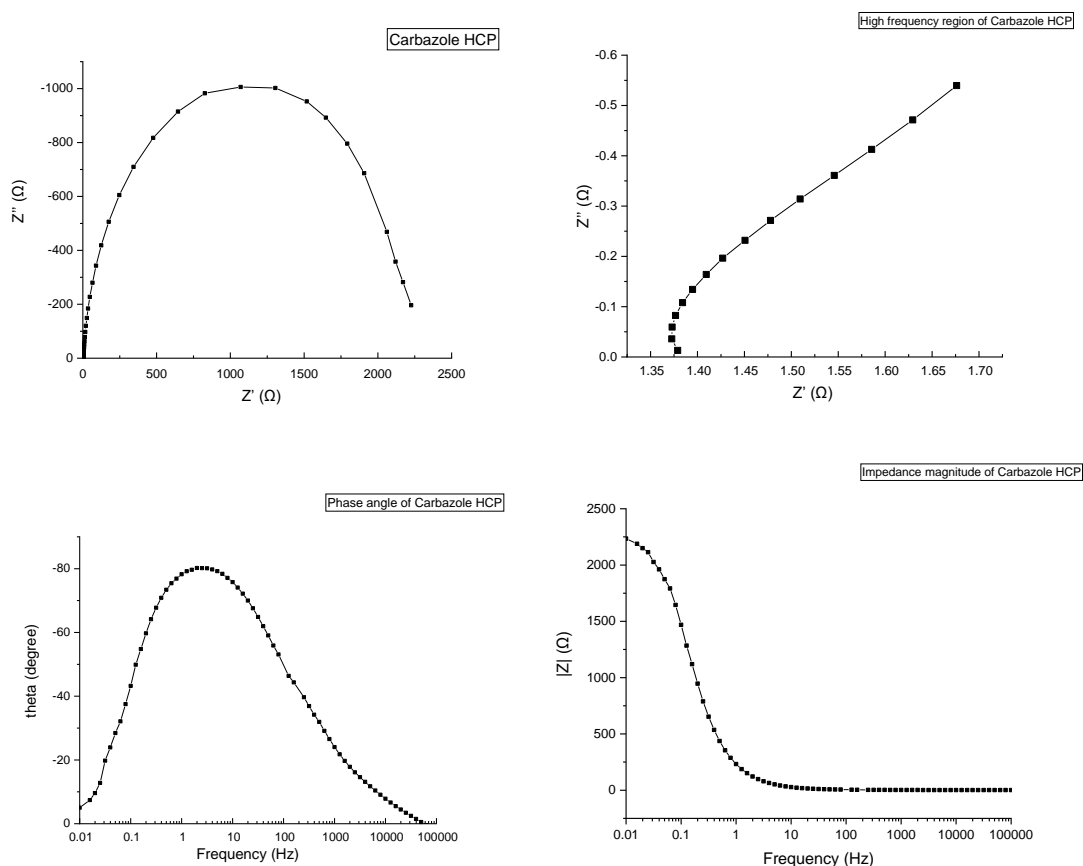 Carbazole HCP
-1000
-800
-600
-400
-200
0
Z'' (Ω)
0 500 1000 1500 2000 2500
Z' (Ω)
High frequency region of Carbazole HCP
-0.6
-0.5
-0.4
-0.3
-0.2
-0.1
0.0
Z'' (Ω)
1.35 1.40 1.45 1.50 1.55 1.60 1.65 1.70
Z' (Ω)
Phase angle of Carbazole HCP
-80
-60
-40
-20
0
theta (degree)
0.01 0.1 1 10 100 1000 10000 100000
Frequency (Hz)
Impedance magnitude of Carbazole HCP
2500
2000
1500
1000
500
0
|Z| (Ω)
0.01 0.1 1 10 100 1000 10000 100000
Frequency (Hz)